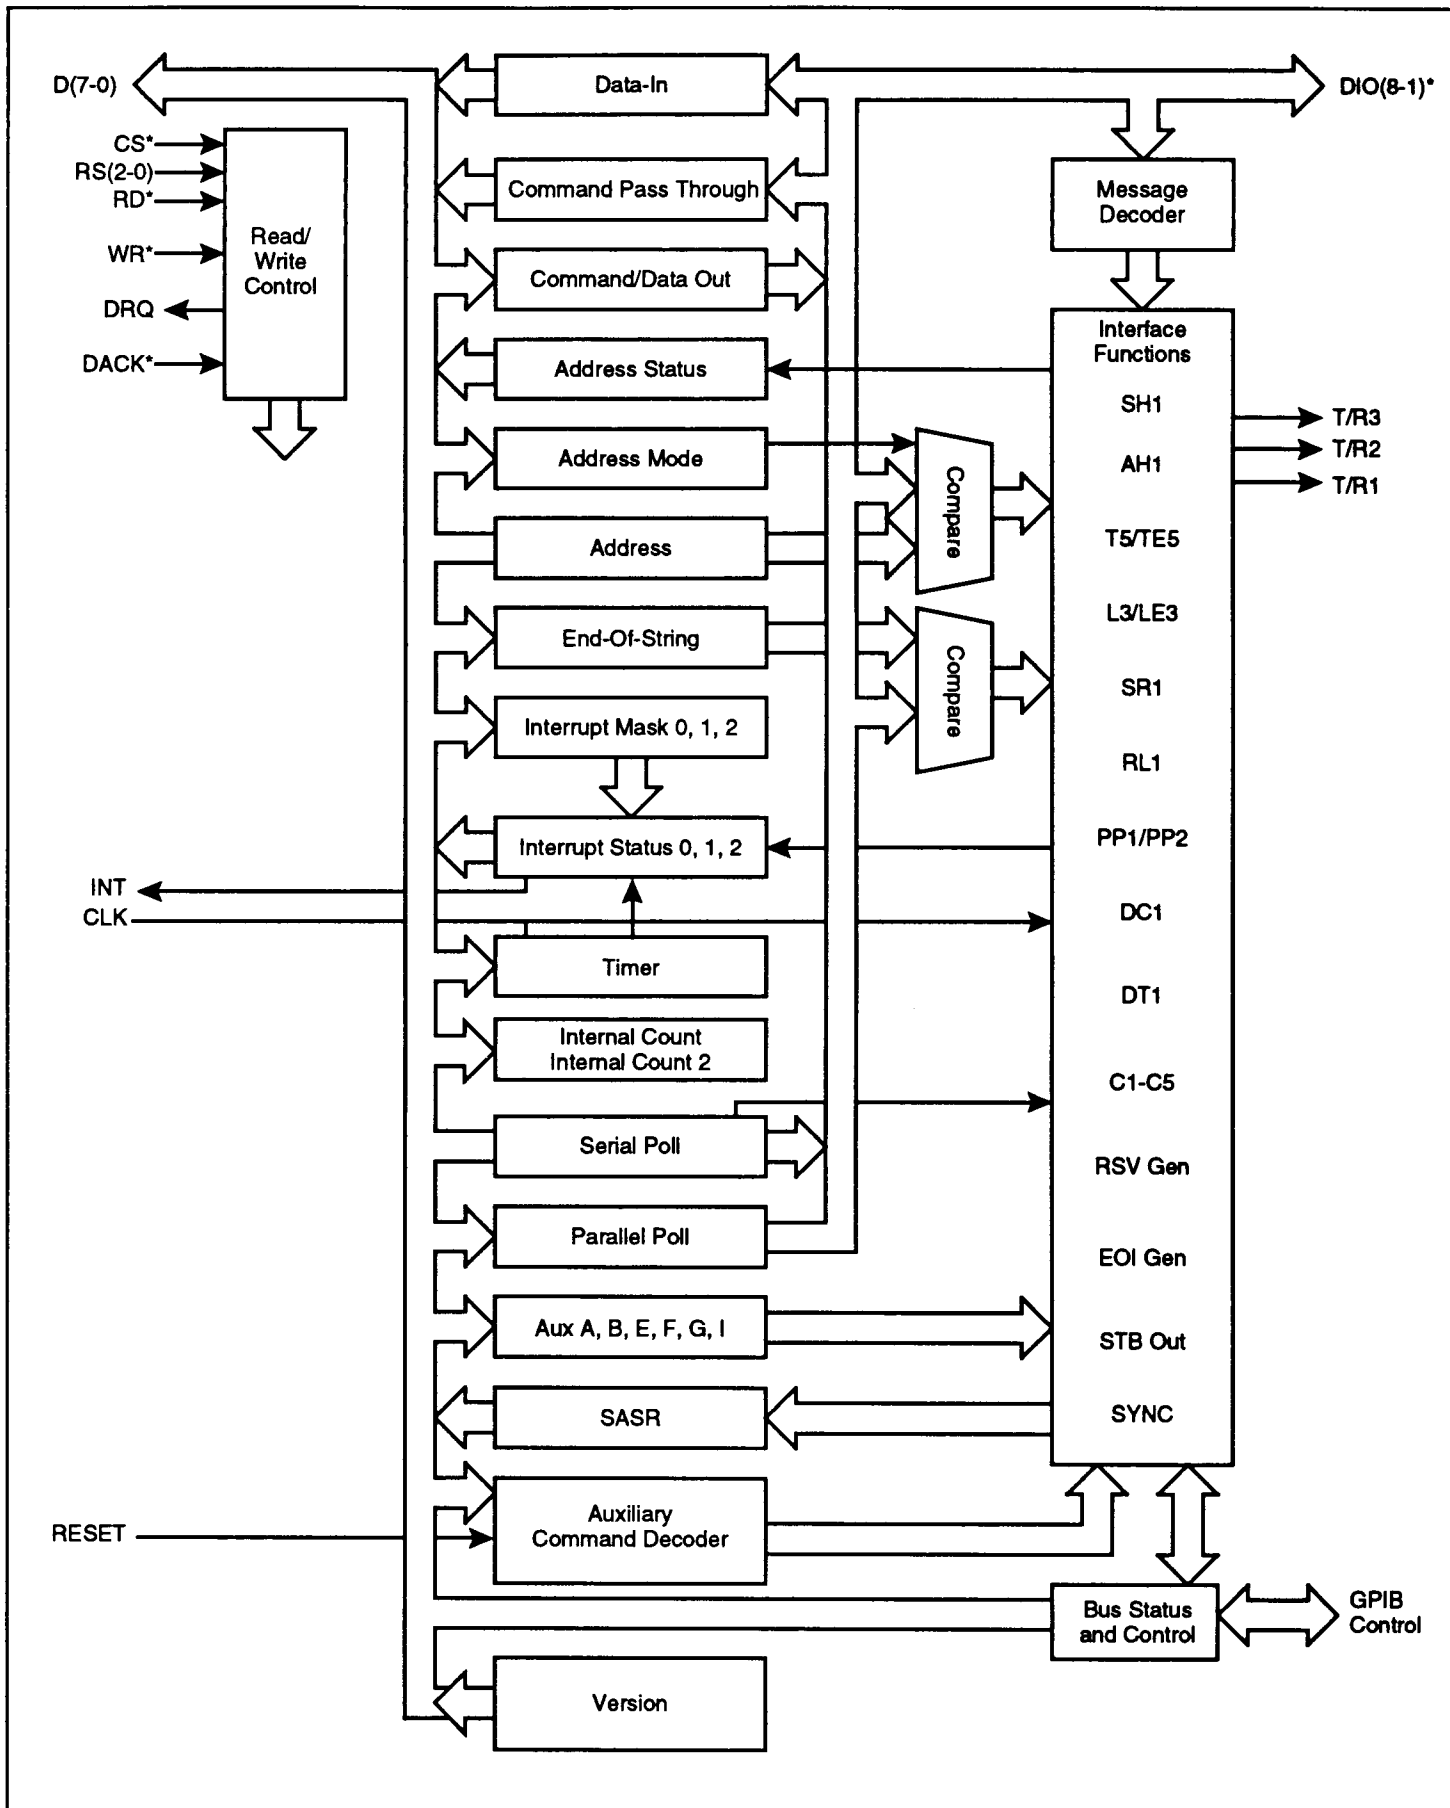 D(7-0)
Data-In
DIO(8-1)*
CS*
RS(2-0)
RD*
WR*
DRQ
DACK*
Read/
Write
Control
Command Pass Through
Message
Decoder
Command/Data Out
Address Status
Address Mode
Address
End-Of-String
Interrupt Mask 0, 1, 2
Interrupt Status 0, 1, 2
Compare
Compare
Interface
Functions
SH1
AH1
T5/TE5
L3/LE3
SR1
RL1
PP1/PP2
DC1
DT1
C1-C5
RSV Gen
EOI Gen
STB Out
SYNC
T/R3
T/R2
T/R1
INT
CLK
Timer
Internal Count
Internal Count 2
Serial Poll
Parallel Poll
Aux A, B, E, F, G, I
SASR
RESET
Auxiliary
Command Decoder
Bus Status
and Control
GPIB
Control
Version